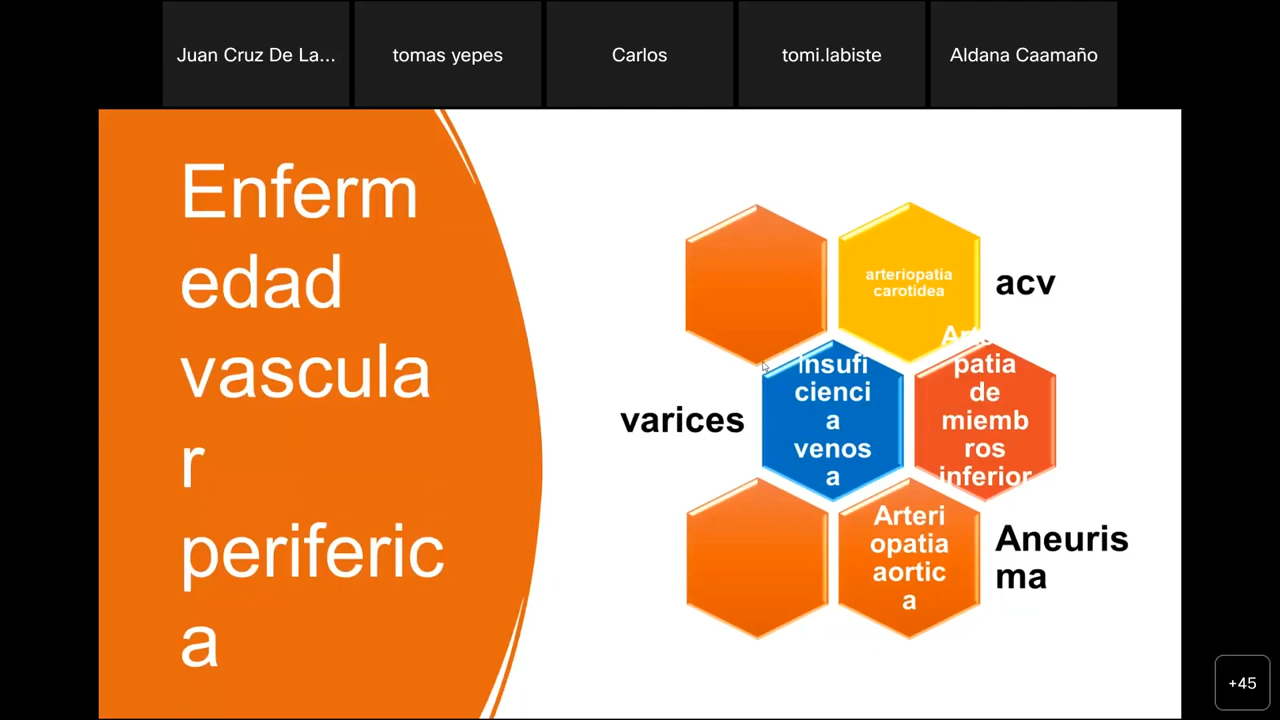 Juan Cruz De La...
tomas yepes
Carlos
tomi.labiste
Aldana Caamaño
Enferm
edad
vascula
r
periferic
a
arteriopatia
carotidea
acv
varices
Insufi
cienci
a
venos
a
patia
de
miemb
ros
inferior
Arteri
opatia
aortic
a
Aneuris
ma
+45